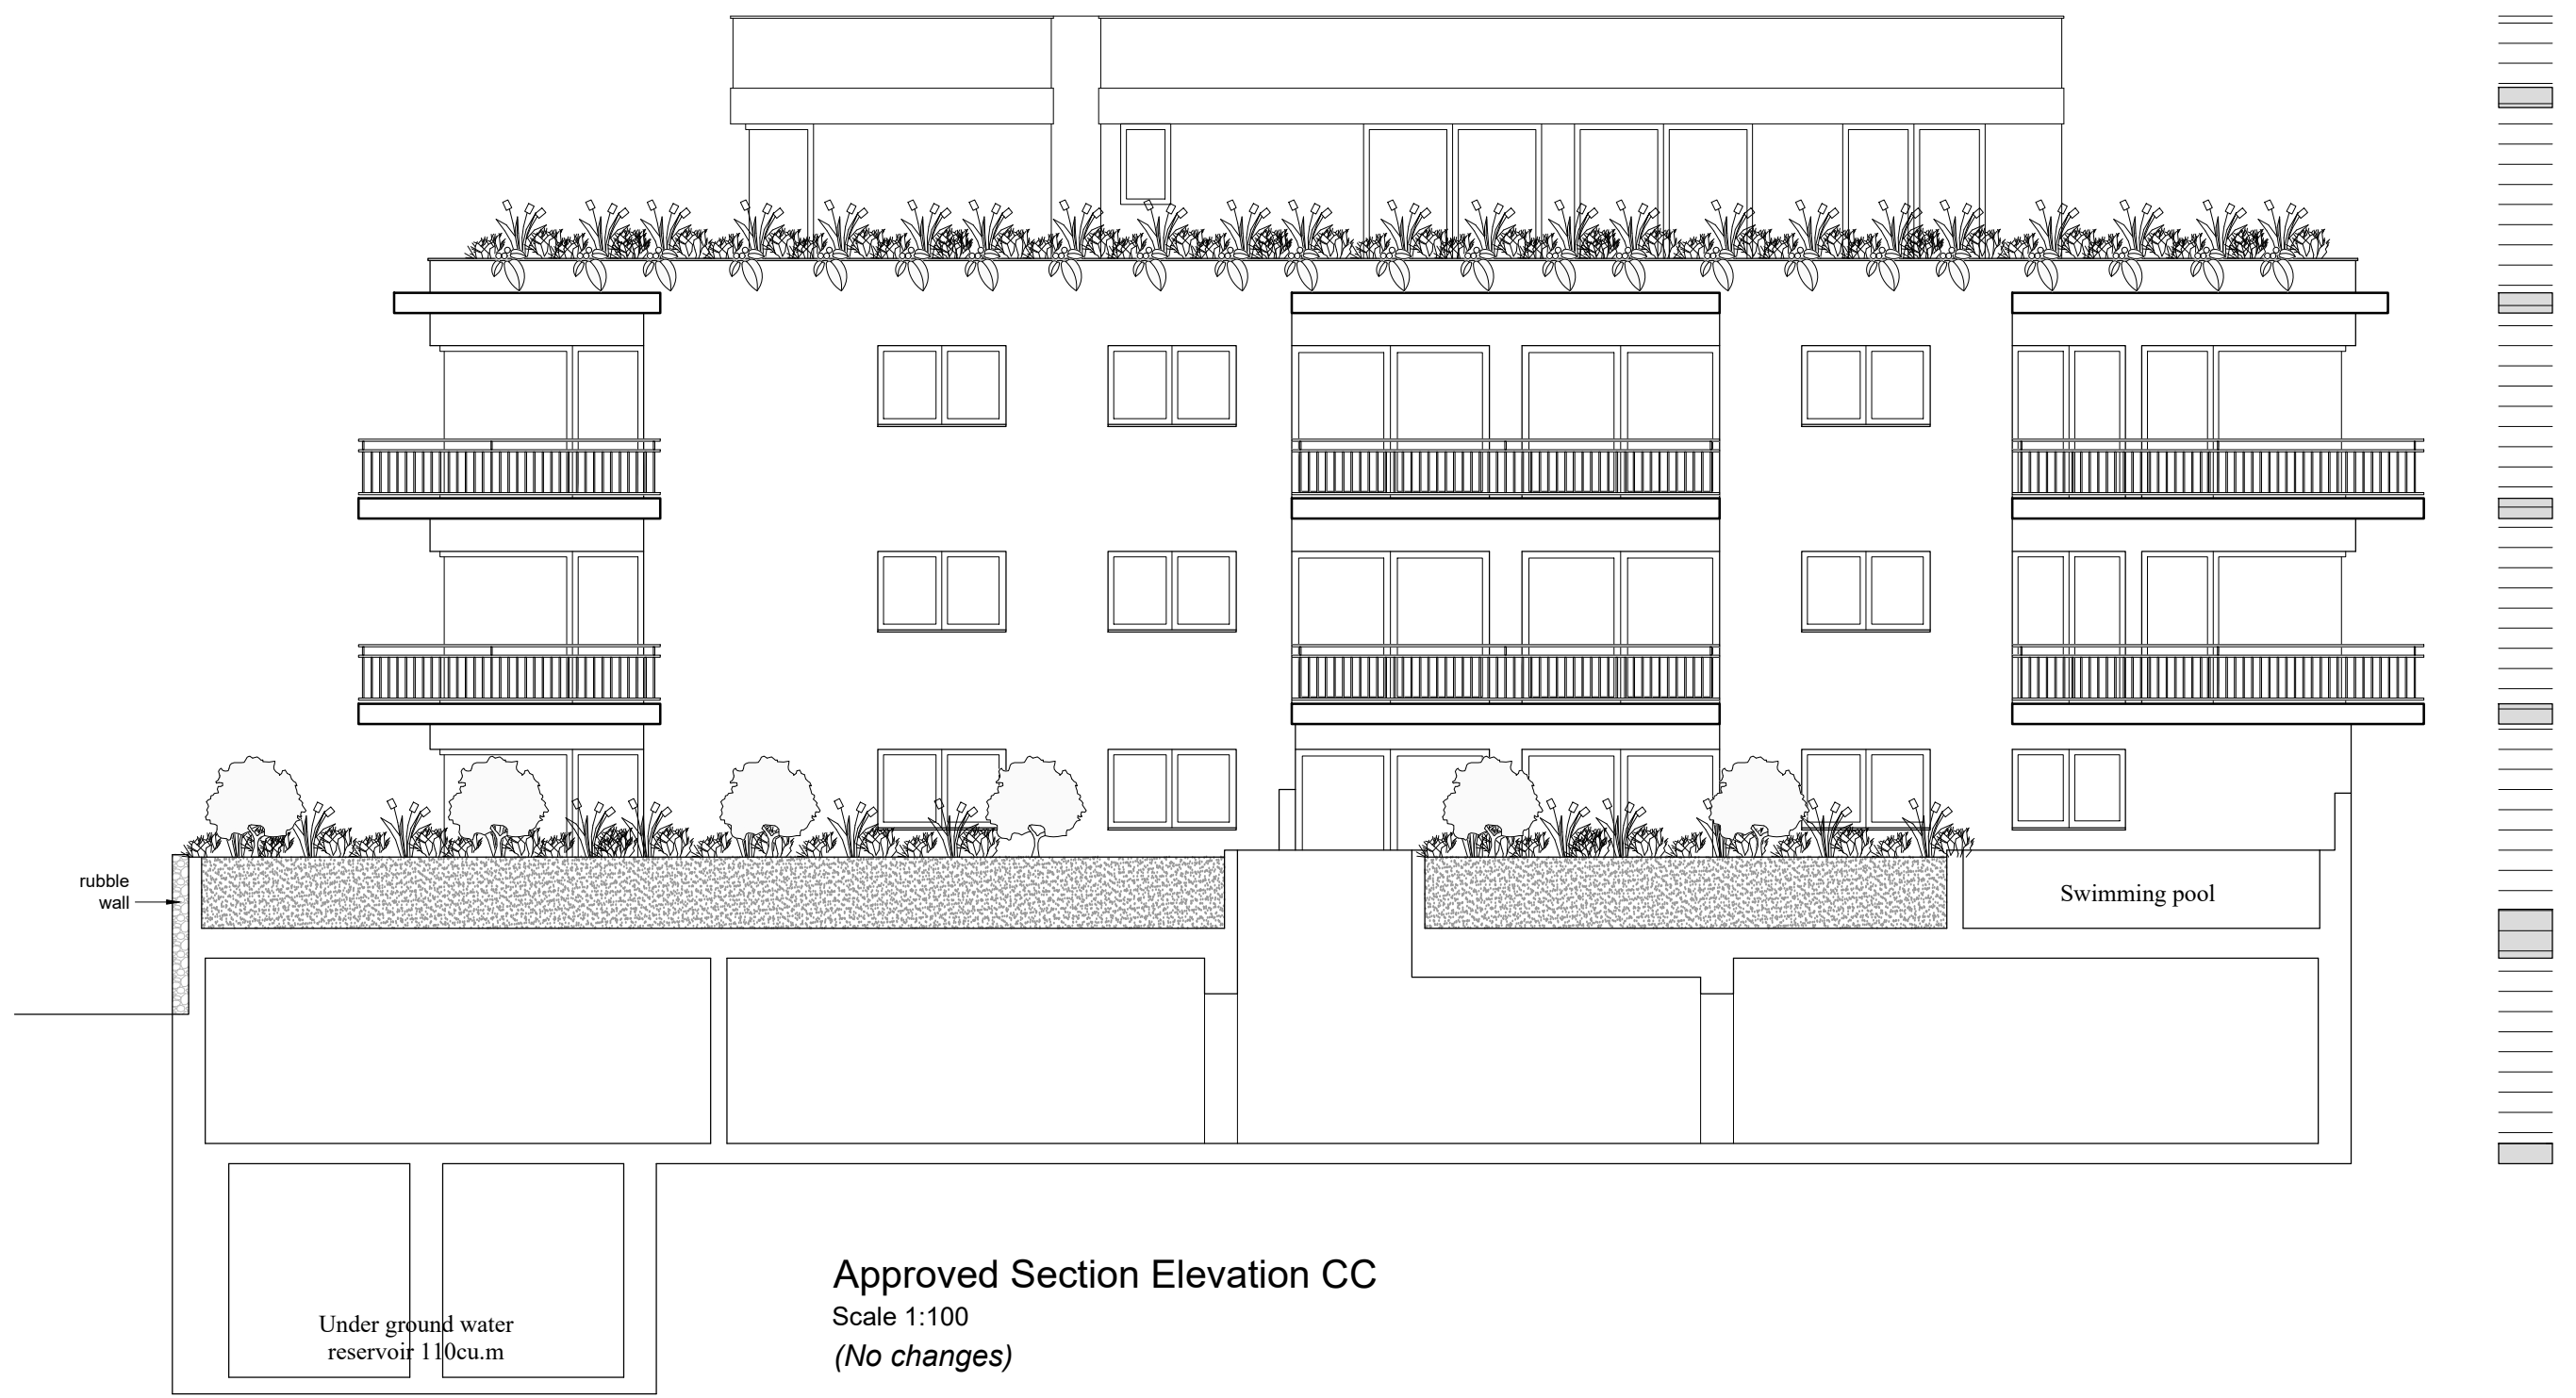 rubble
wall
Swimming pool
Under ground water
reservoir 110cu.m
Approved Section Elevation CC
Scale 1:100
(No changes)